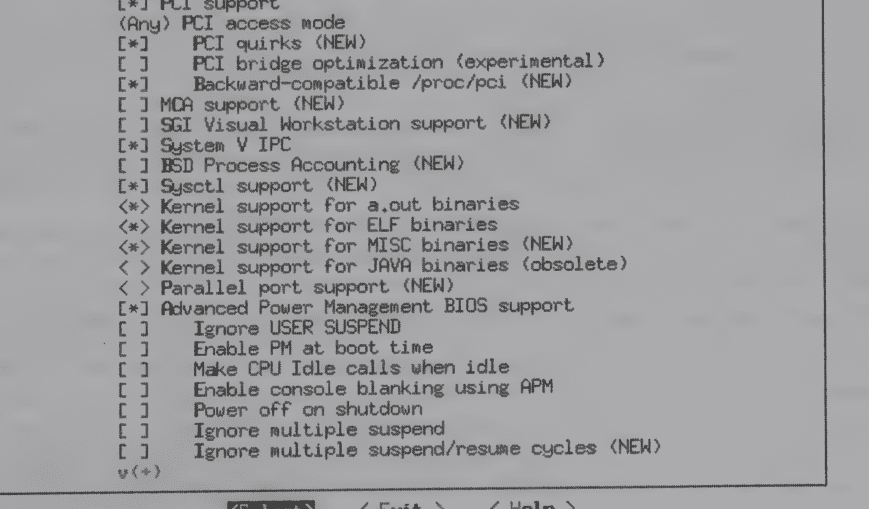 [*] PCI support
(Any) PCI access mode
[*] PCI quirks (NEW)
[ ] PCI bridge optimization (experimental)
[*] Backward-compatible /proc/pci (NEW)
[ ] MCA support (NEW)
[ ] SGI Visual Workstation support (NEW)
[*] System V IPC
[ ] BSD Process Accounting (NEW)
[*] Sysctl support (NEW)
<*> Kernel support for a.out binaries
<*> Kernel support for ELF binaries
<*> Kernel support for MISC binaries (NEW)
< > Kernel support for JAVA binaries (obsolete)
< > Parallel port support (NEW)
[*] Advanced Power Management BIOS support
[ ] Ignore USER SUSPEND
[ ] Enable PM at boot time
[ ] Make CPU Idle calls when idle
[ ] Enable console blanking using APM
[ ] Power off on shutdown
[ ] Ignore multiple suspend
[ ] Ignore multiple suspend/resume cycles (NEW)
v(+)
<Select> < Exit > < Help >